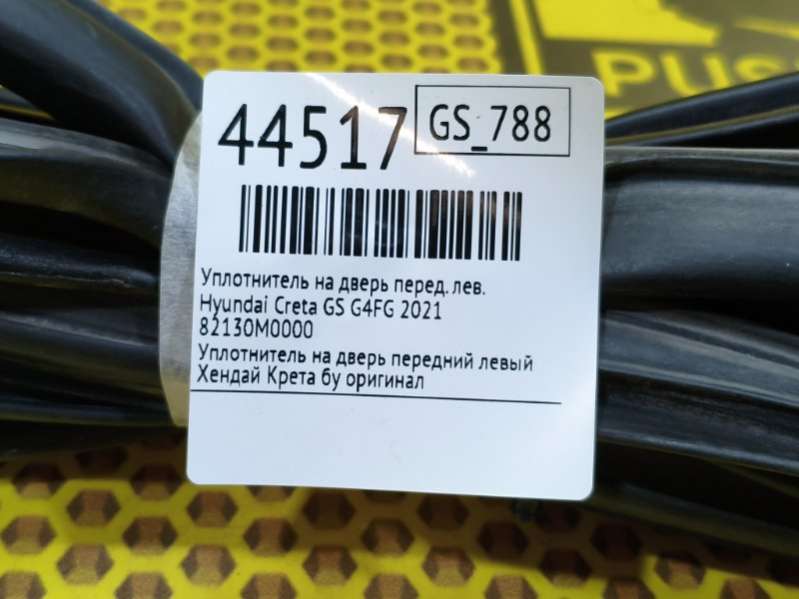 44517
GS_788
Уплотнитель на дверь перед. лев.
Hyundai Creta GS G4FG 2021
82130M0000
Уплотнитель на дверь передний левый
Хендай Крета бу оригинал